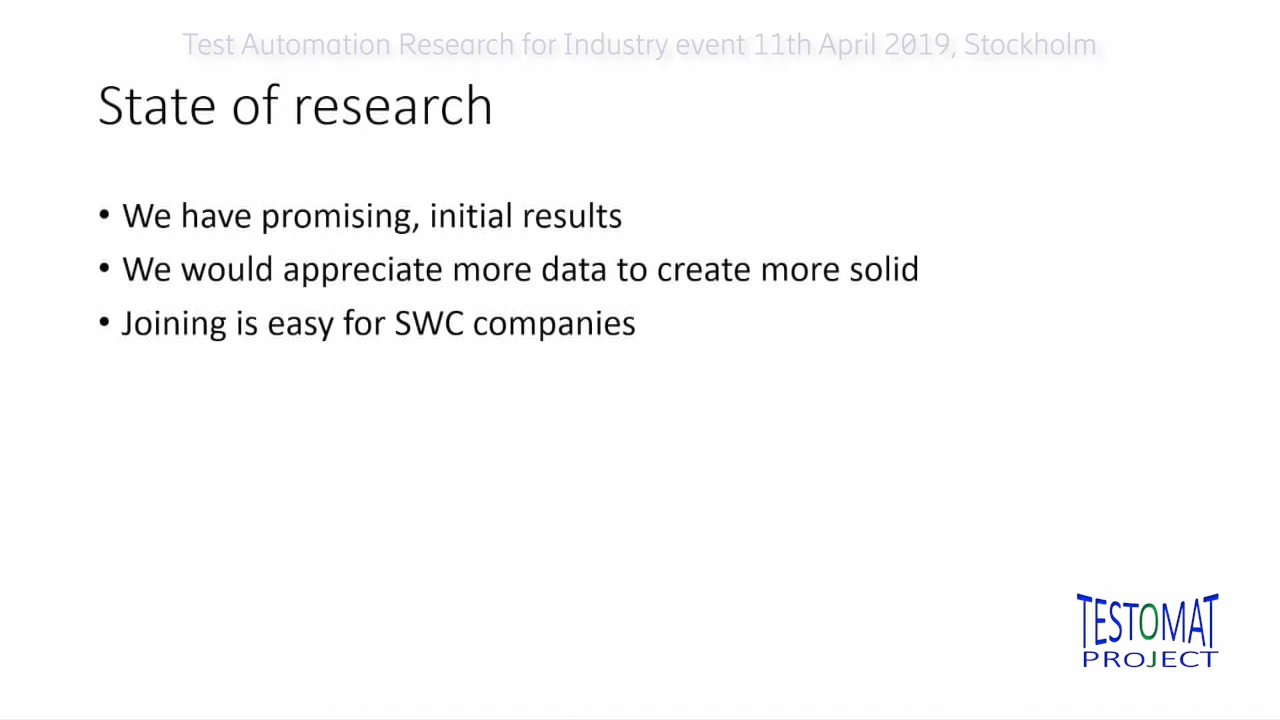 Test Automation Research for Industry event 11th April 2019, Stockholm
State of research
• We have promising, initial results
• We would appreciate more data to create more solid
• Joining is easy for SWC companies
TESTOMAT
PROJECT